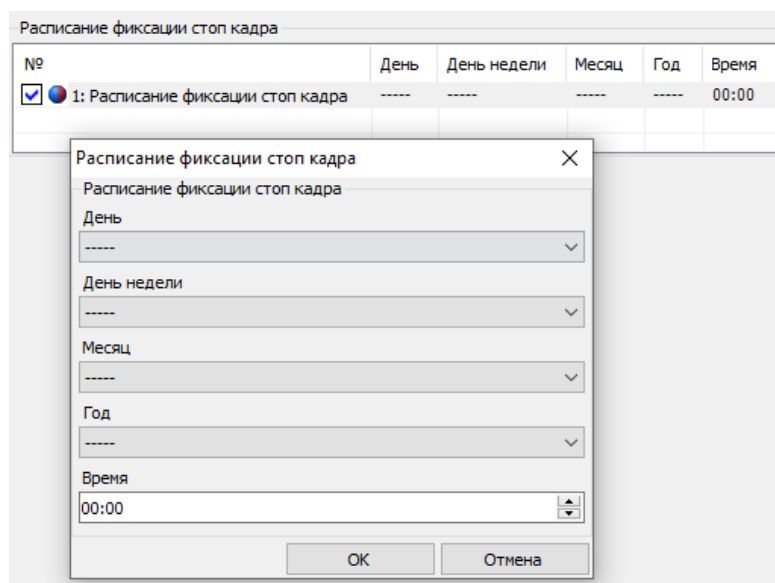 Расписание фиксации стоп кадра
№ День День недели Месяц Год Время
1: Расписание фиксации стоп кадра ----- ----- ----- ----- 00:00
Расписание фиксации стоп кадра
Расписание фиксации стоп кадра
День
-----
День недели
-----
Месяц
-----
Год
-----
Время
00:00
OK Отмена